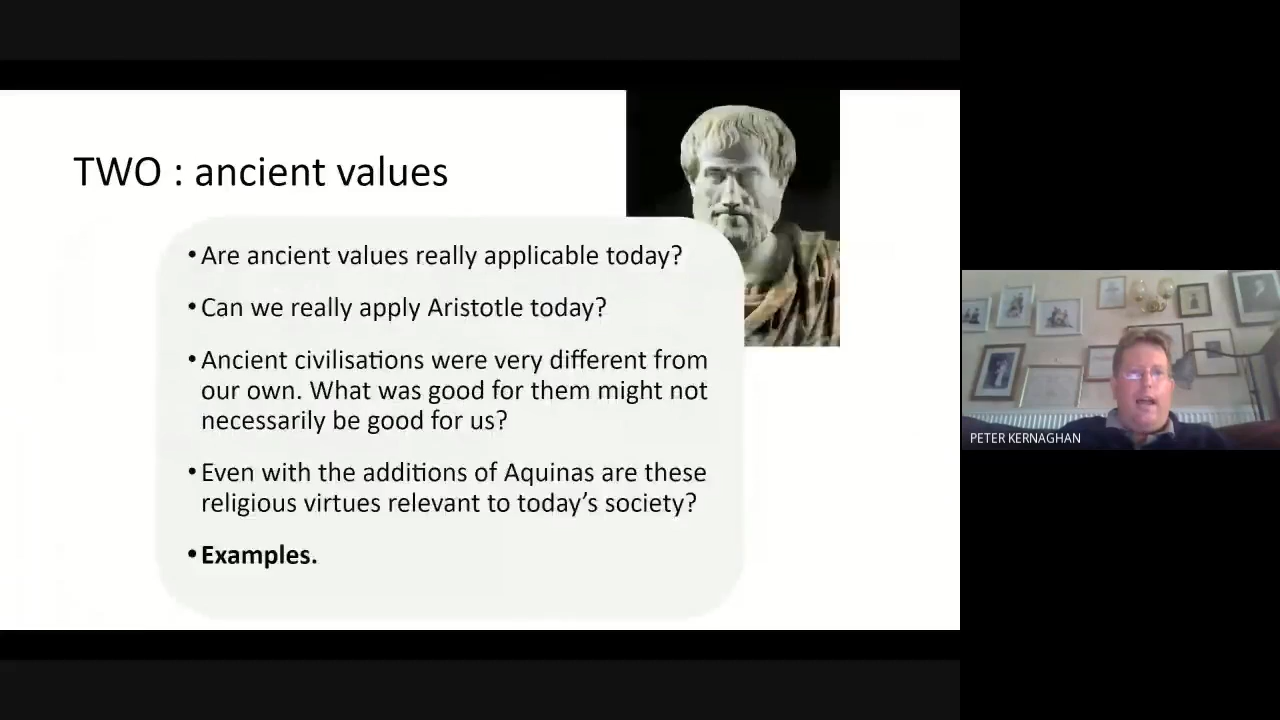 TWO : ancient values
•Are ancient values really applicable today?
•Can we really apply Aristotle today?
•Ancient civilisations were very different from
our own. What was good for them might not
necessarily be good for us?
•Even with the additions of Aquinas are these
religious virtues relevant to today’s society?
•Examples.
PETER KERNAGHAN